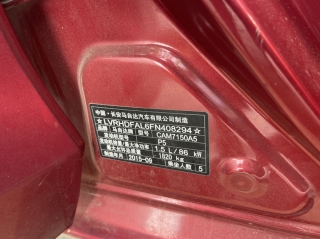 中国·长安马自达汽车有限公司制造
☆LVRHDFAL6FN408294☆
品牌 马自达牌 型号 CAM7150A5
发动机型号 P5
发动机排量/最大净功率 1.5 L/86 kW
最大允许总质量 1820 kg
制造年月 2015-09 乘坐人数 5